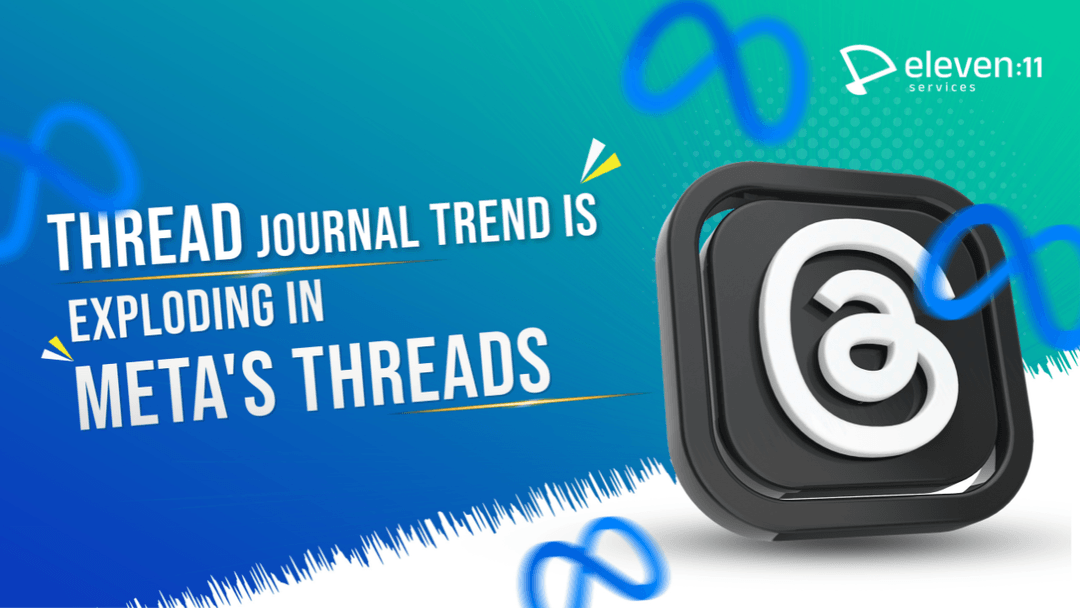 eleven:11
services
THREAD JOURNAL TREND IS
EXPLODING IN
META'S THREADS